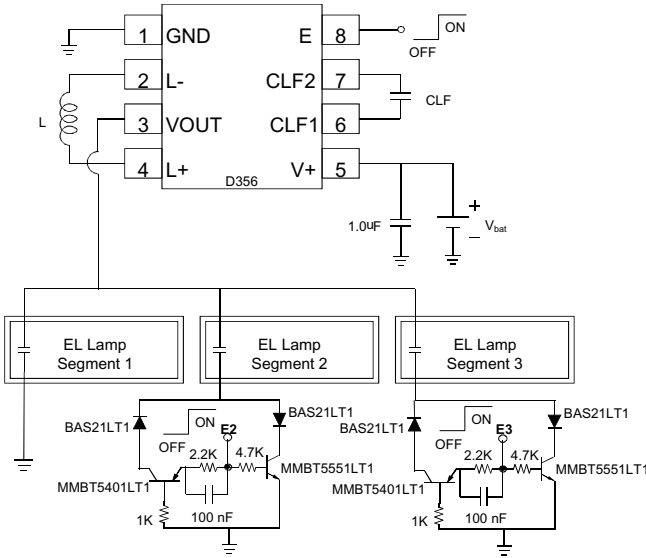 1 GND
E 8
ON
OFF
2 L-
CLF2 7
CLF
L
3 VOUT
CLF1 6
4 L+
V+ 5
D356
1.0uF
+
Vbat
–
EL Lamp
Segment 1
EL Lamp
Segment 2
EL Lamp
Segment 3
BAS21LT1
ON
OFF
E2
BAS21LT1
2.2K
4.7K
MMBT5401LT1
MMBT5551LT1
1K
100 nF
BAS21LT1
ON
OFF
E3
BAS21LT1
2.2K
4.7K
MMBT5401LT1
MMBT5551LT1
1K
100 nF